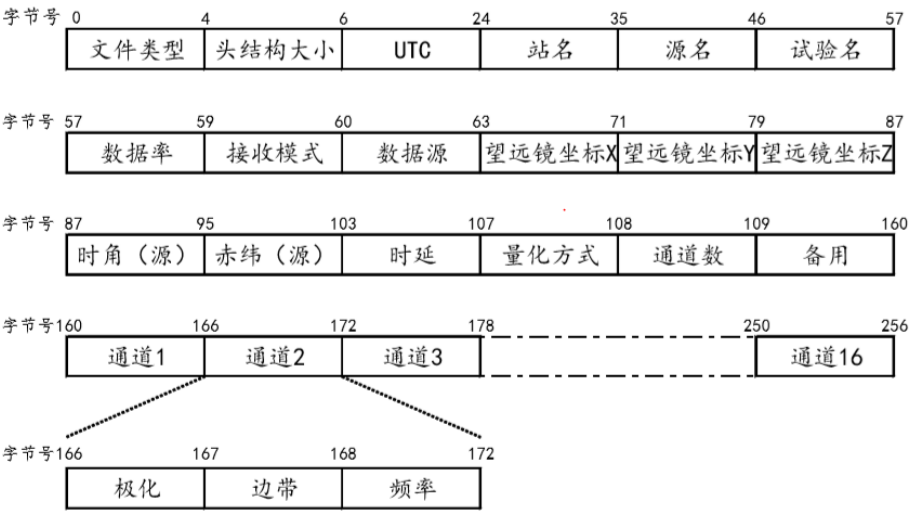 字节号 0 4 6 24 35 46 57
文件类型 头结构大小 UTC 站名 源名 试验名
字节号 57 59 60 63 71 79 87
数据率 接收模式 数据源 望远镜坐标X 望远镜坐标Y 望远镜坐标Z
字节号 87 95 103 107 108 109 160
时角（源） 赤纬（源） 时延 量化方式 通道数 备用
字节号160 166 172 178 250 256
通道1 通道2 通道3 通道16
字节号166 167 168 172
极化 边带 频率